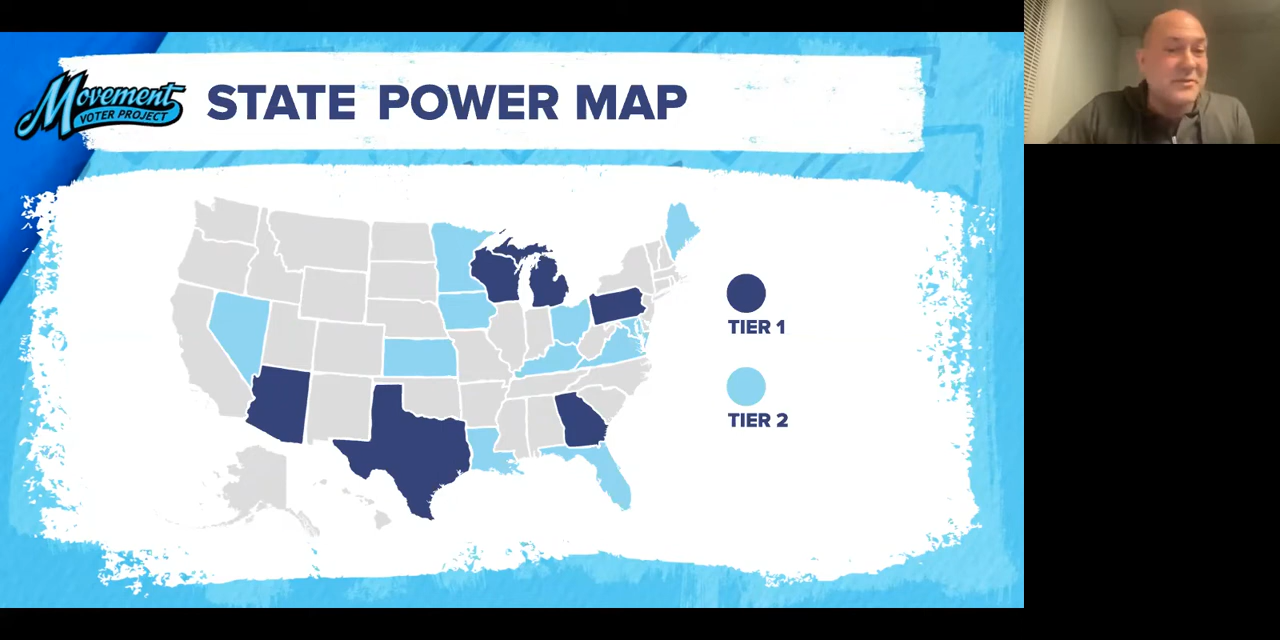 Movement
VOTER PROJECT
STATE POWER MAP
TIER 1
TIER 2